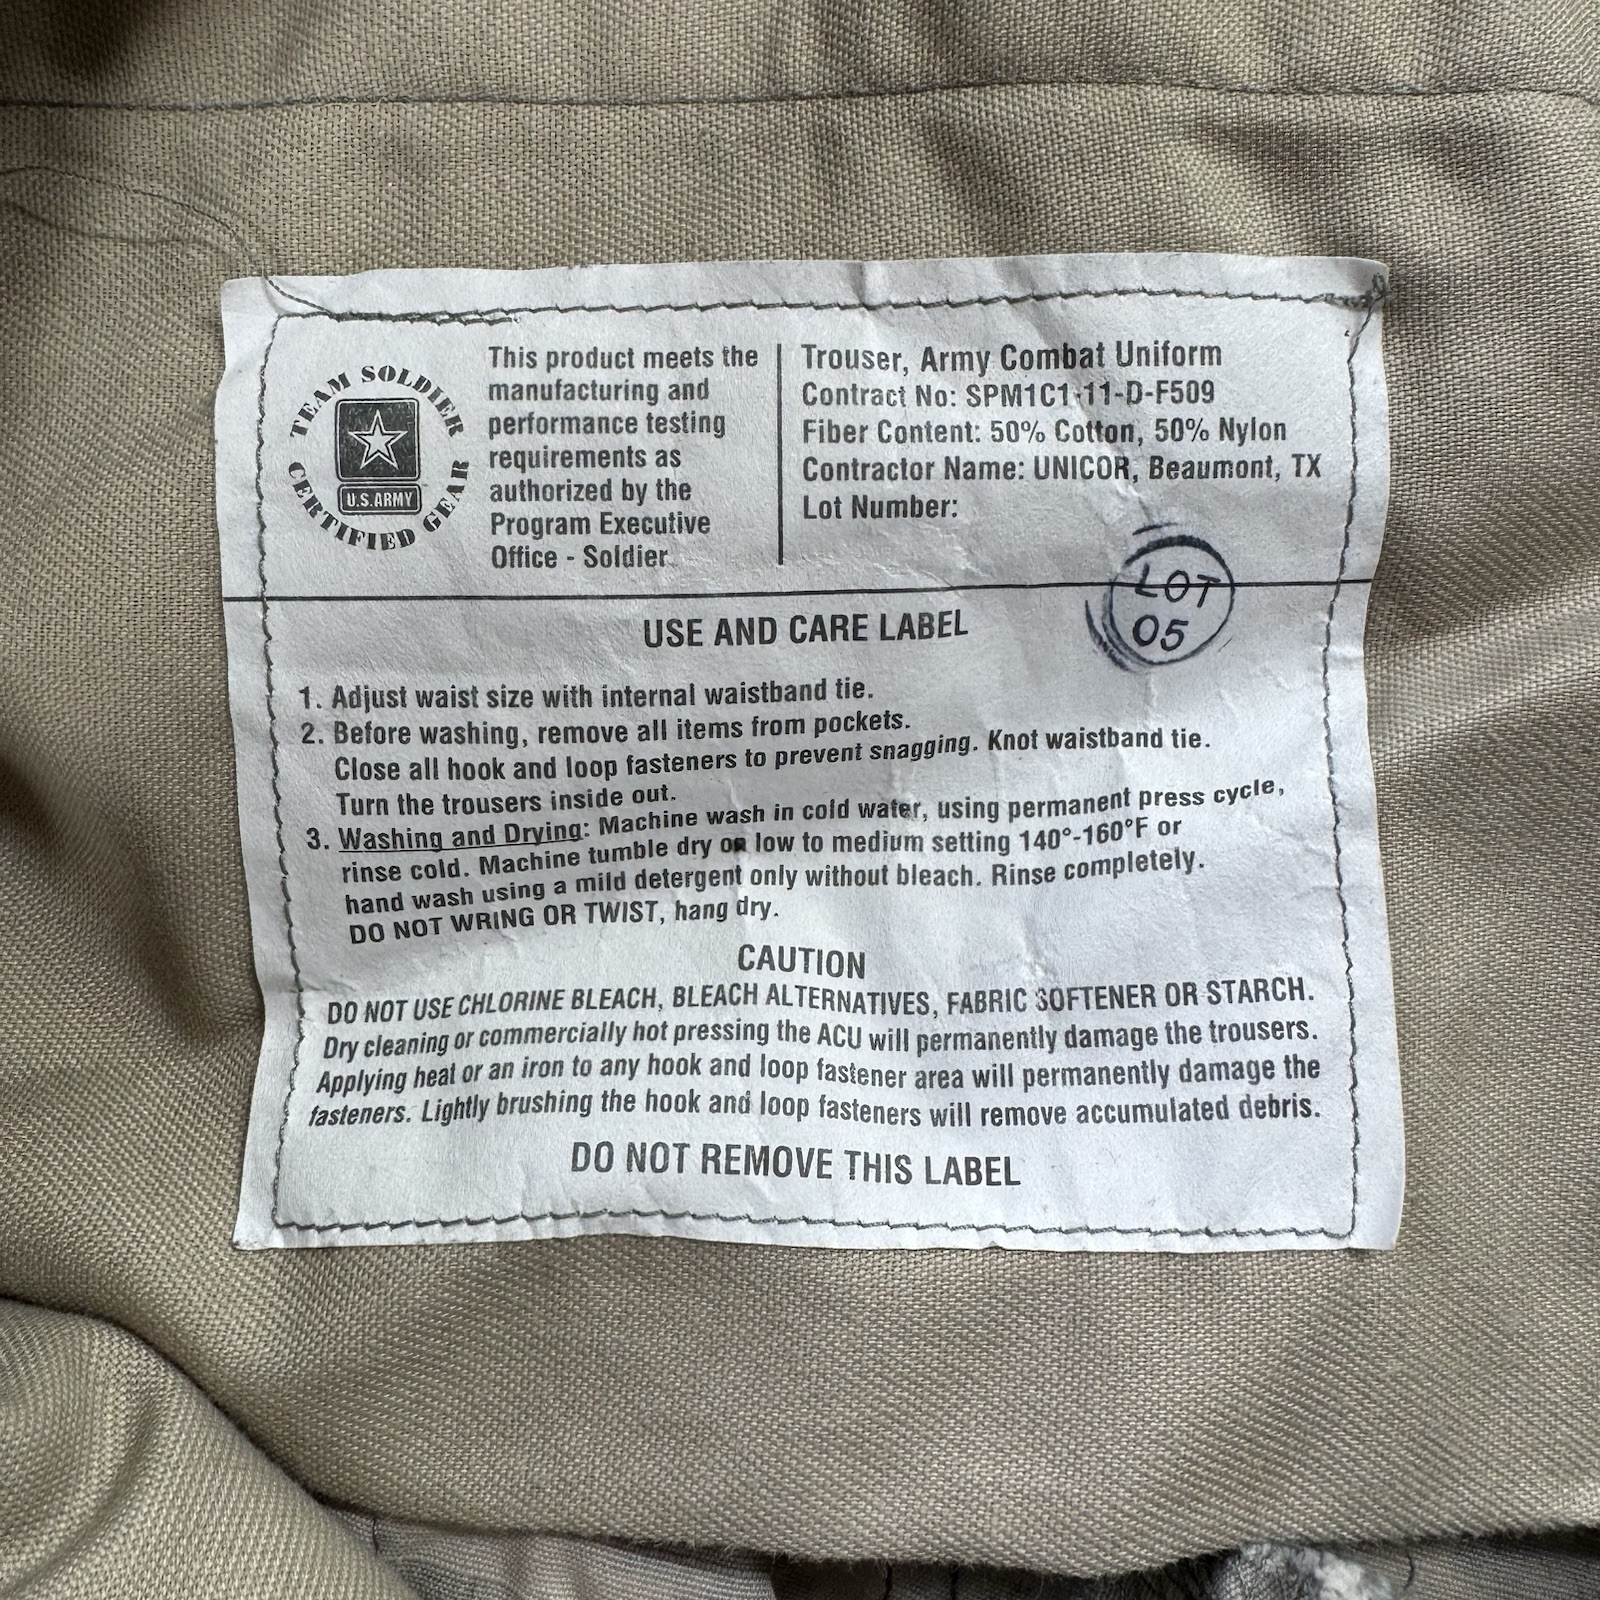 TEAM SOLDIER
CERTIFIED GEAR
U.S.ARMY
This product meets the
manufacturing and
performance testing
requirements as
authorized by the
Program Executive
Office - Soldier
Trouser, Army Combat Uniform
Contract No: SPM1C1-11-D-F509
Fiber Content: 50% Cotton, 50% Nylon
Contractor Name: UNICOR, Beaumont, TX
Lot Number:
LOT
05
USE AND CARE LABEL
1. Adjust waist size with internal waistband tie.
2. Before washing, remove all items from pockets.
Close all hook and loop fasteners to prevent snagging. Knot waistband tie.
Turn the trousers inside out.
3. Washing and Drying: Machine wash in cold water, using permanent press cycle,
rinse cold. Machine tumble dry on low to medium setting 140°-160°F or
hand wash using a mild detergent only without bleach. Rinse completely.
DO NOT WRING OR TWIST, hang dry.
CAUTION
DO NOT USE CHLORINE BLEACH, BLEACH ALTERNATIVES, FABRIC SOFTENER OR STARCH.
Dry cleaning or commercially hot pressing the ACU will permanently damage the trousers.
Applying heat or an iron to any hook and loop fastener area will permanently damage the
fasteners. Lightly brushing the hook and loop fasteners will remove accumulated debris.
DO NOT REMOVE THIS LABEL